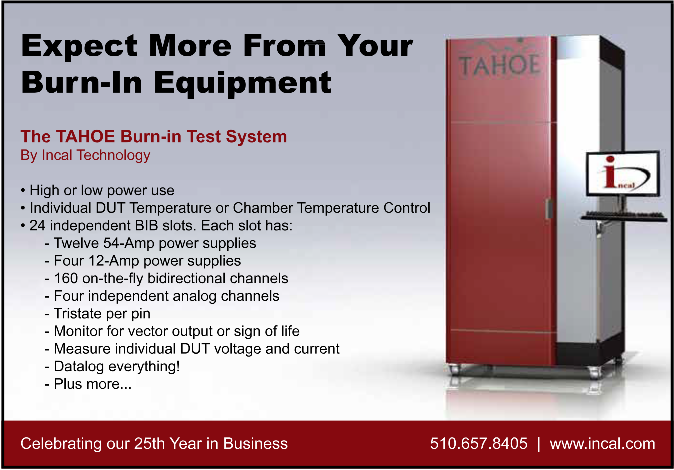 Expect More From Your
Burn-In Equipment
The TAHOE Burn-in Test System
By Incal Technology
• High or low power use
• Individual DUT Temperature or Chamber Temperature Control
• 24 independent BIB slots. Each slot has:
- Twelve 54-Amp power supplies
- Four 12-Amp power supplies
- 160 on-the-fly bidirectional channels
- Four independent analog channels
- Tristate per pin
- Monitor for vector output or sign of life
- Measure individual DUT voltage and current
- Datalog everything!
- Plus more...
TAHOE
incal
Celebrating our 25th Year in Business
510.657.8405 | www.incal.com